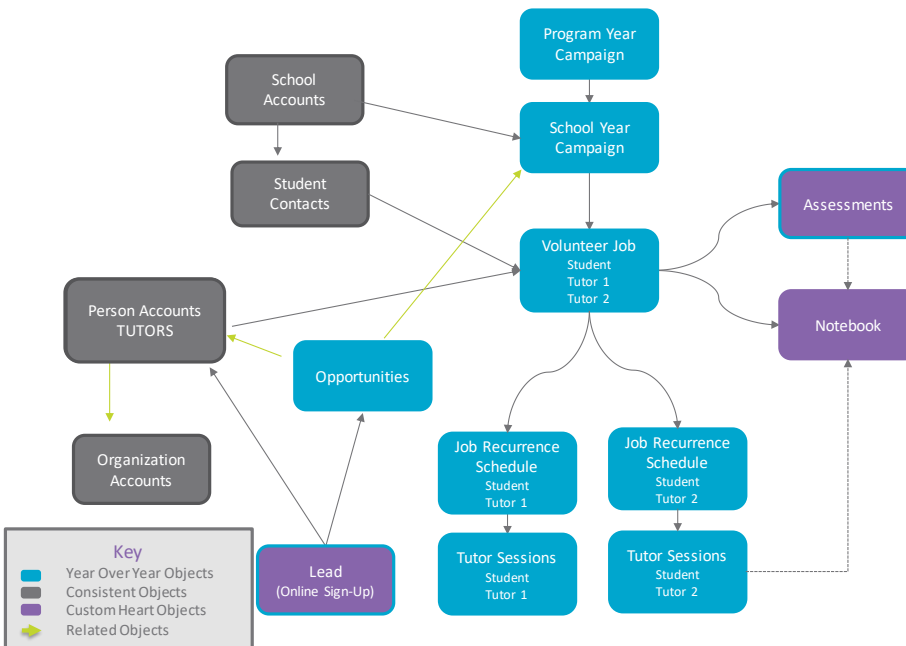 Program Year
Campaign
School
Accounts
School Year
Campaign
Student
Contacts
Assessments
Volunteer Job
Student
Tutor 1
Tutor 2
Person Accounts
TUTORS
Notebook
Opportunities
Job Recurrence
Schedule
Student
Tutor 1
Job Recurrence
Schedule
Student
Tutor 2
Organization
Accounts
Tutor Sessions
Student
Tutor 1
Tutor Sessions
Student
Tutor 2
Lead
(Online Sign-Up)
Key
Year Over Year Objects
Consistent Objects
Custom Heart Objects
Related Objects